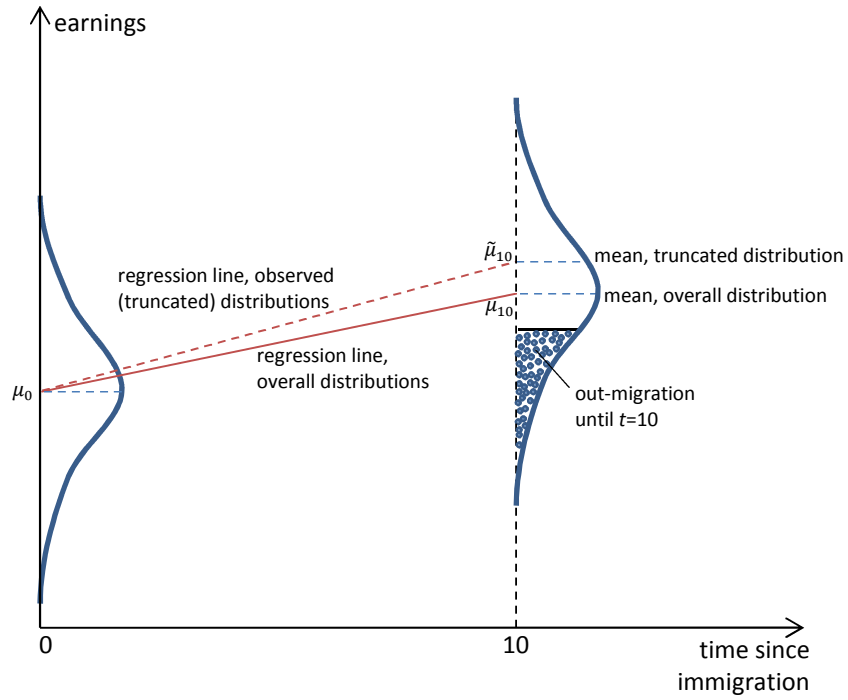 earnings
μ̃₁₀
mean, truncated distribution
regression line, observed
(truncated) distributions
mean, overall distribution
μ₁₀
regression line,
overall distributions
μ₀
out-migration
until t=10
0
10
time since
immigration